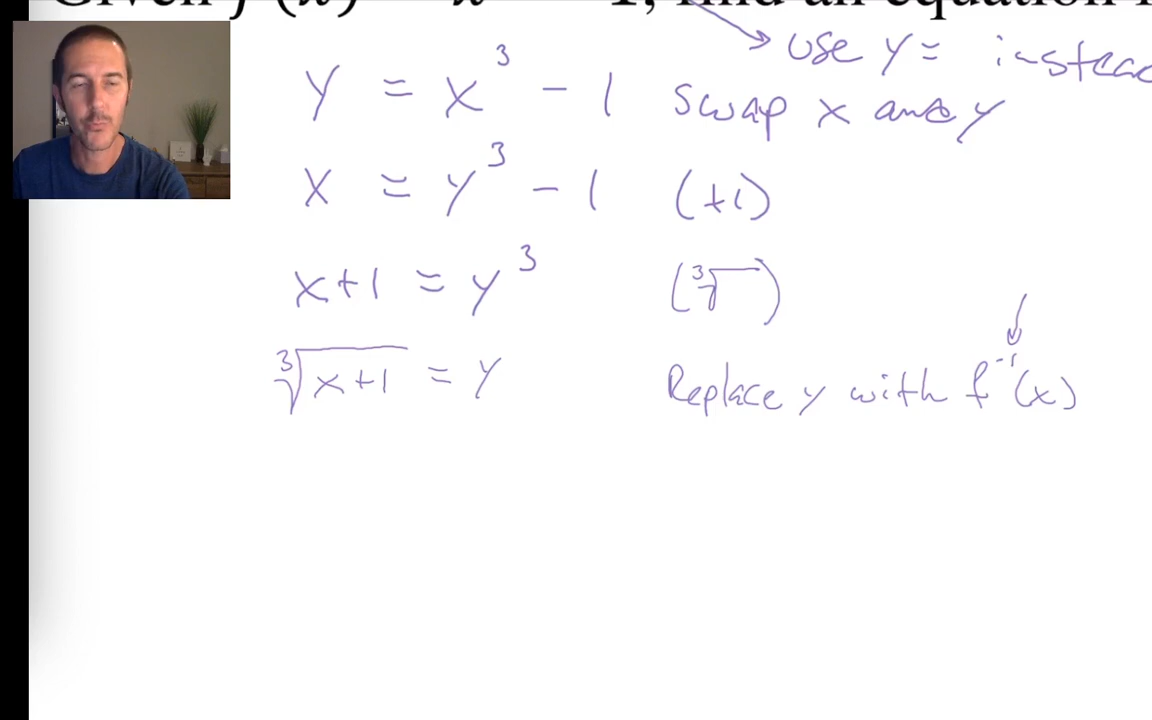 use y = instead
y = x³ - 1 swap x and y
x = y³ - 1 (+1)
x+1 = y³ (∛ )
∛(x+1) = y Replace y with f⁻¹(x)